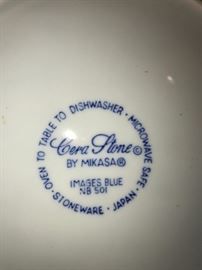 OVEN TO TABLE TO DISHWASHER · MICROWAVE SAFE · JAPAN · STONEWARE ·
Cera Stone©
BY MIKASA®
IMAGES BLUE
NB 501